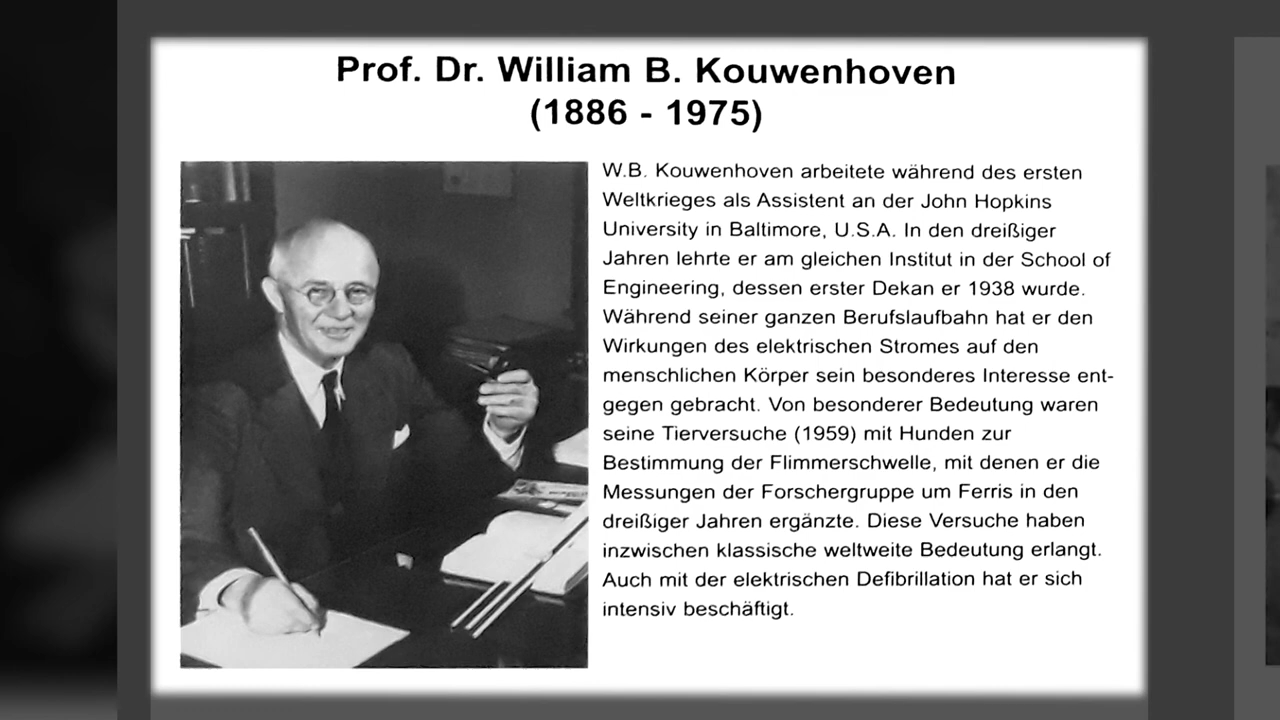 Prof. Dr. William B. Kouwenhoven
(1886 - 1975)
W.B. Kouwenhoven arbeitete während des ersten
Weltkrieges als Assistent an der John Hopkins
University in Baltimore, U.S.A. In den dreißiger
Jahren lehrte er am gleichen Institut in der School of
Engineering, dessen erster Dekan er 1938 wurde.
Während seiner ganzen Berufslaufbahn hat er den
Wirkungen des elektrischen Stromes auf den
menschlichen Körper sein besonderes Interesse ent-
gegen gebracht. Von besonderer Bedeutung waren
seine Tierversuche (1959) mit Hunden zur
Bestimmung der Flimmerschwelle, mit denen er die
Messungen der Forschergruppe um Ferris in den
dreißiger Jahren ergänzte. Diese Versuche haben
inzwischen klassische weltweite Bedeutung erlangt.
Auch mit der elektrischen Defibrillation hat er sich
intensiv beschäftigt.